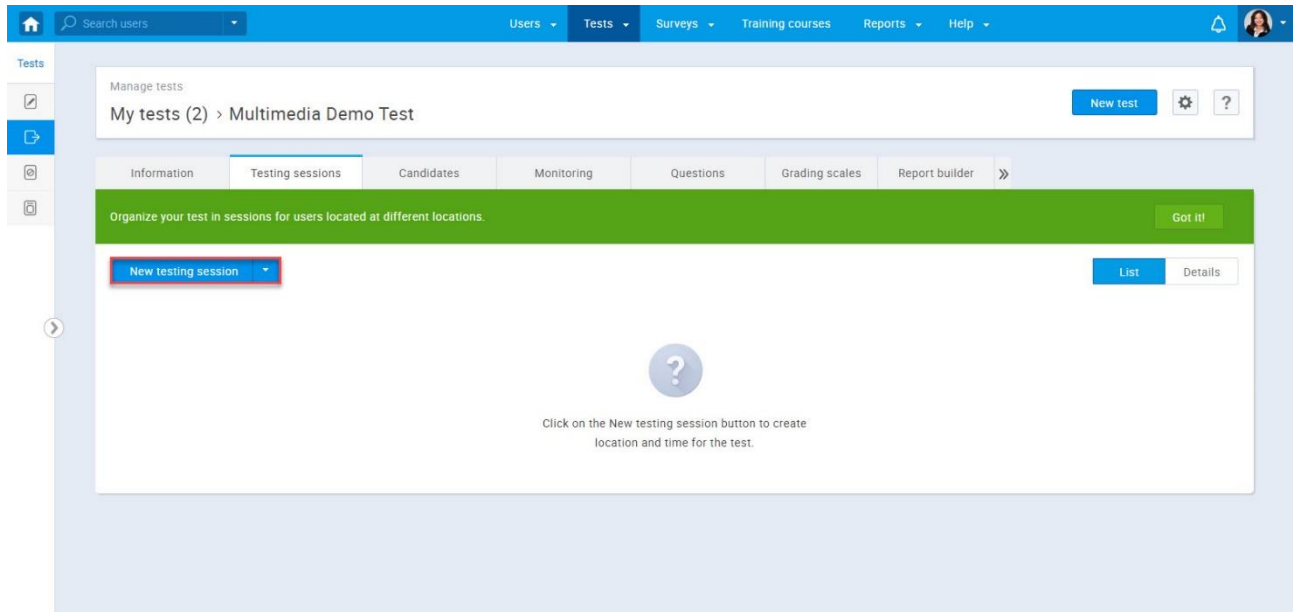 Search users
Users Tests Surveys Training courses Reports Help
Tests
Manage tests
My tests (2) > Multimedia Demo Test
New test
?
Information Testing sessions Candidates Monitoring Questions Grading scales Report builder »
Organize your test in sessions for users located at different locations.
Got it!
New testing session
List Details
?
Click on the New testing session button to create
location and time for the test.